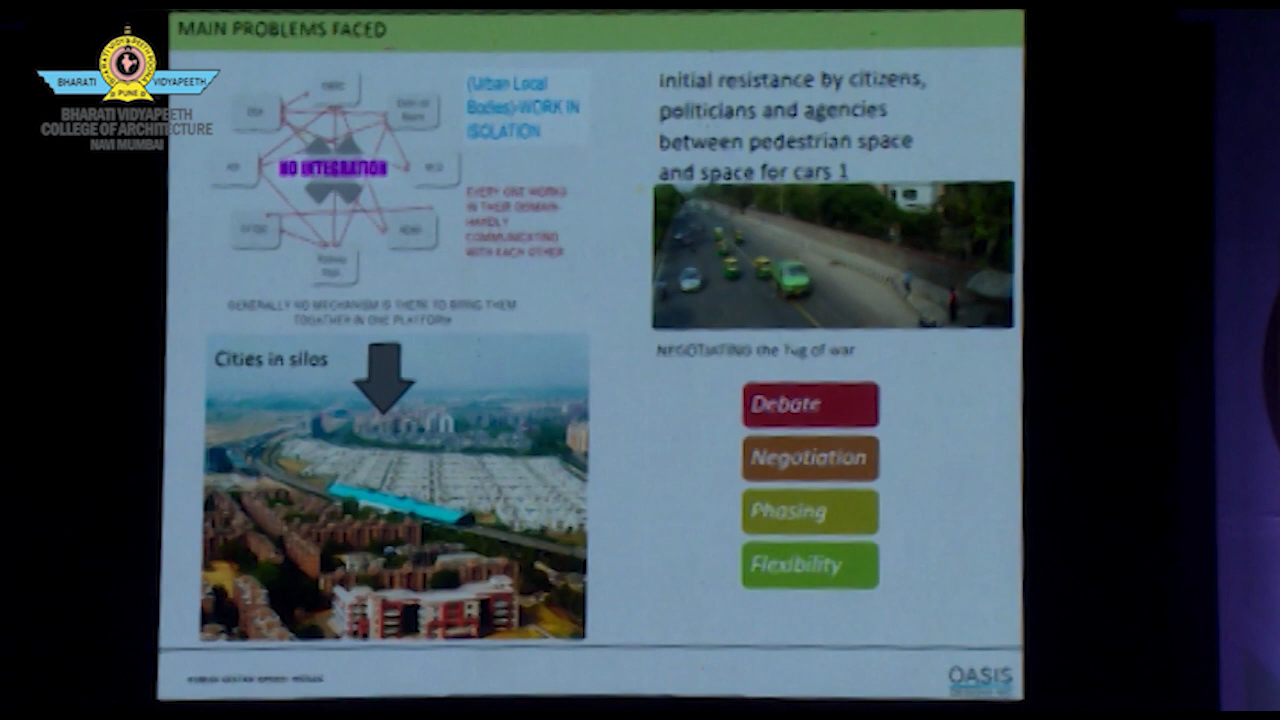 MAIN PROBLEMS FACED
BHARATI VIDYAPEETH
PUNE
BHARATI VIDYAPEETH
COLLEGE OF ARCHITECTURE
NAVI MUMBAI
(Urban Local
Bodies)-WORK IN
ISOLATION
NO INTEGRATION
EVERY ONE WORKS
IN THEIR DOMAIN-
HARDLY
COMMUNICATING
WITH EACH OTHER
GENERALLY NO MECHANISM IS THERE TO BRING THEM
TOGATHER IN ONE PLATFORM
Cities in silos
Initial resistance by citizens,
politicians and agencies
between pedestrian space
and space for cars 1
NEGOTIATING the Tug of war
Debate
Negotiation
Phasing
Flexibility
OASIS